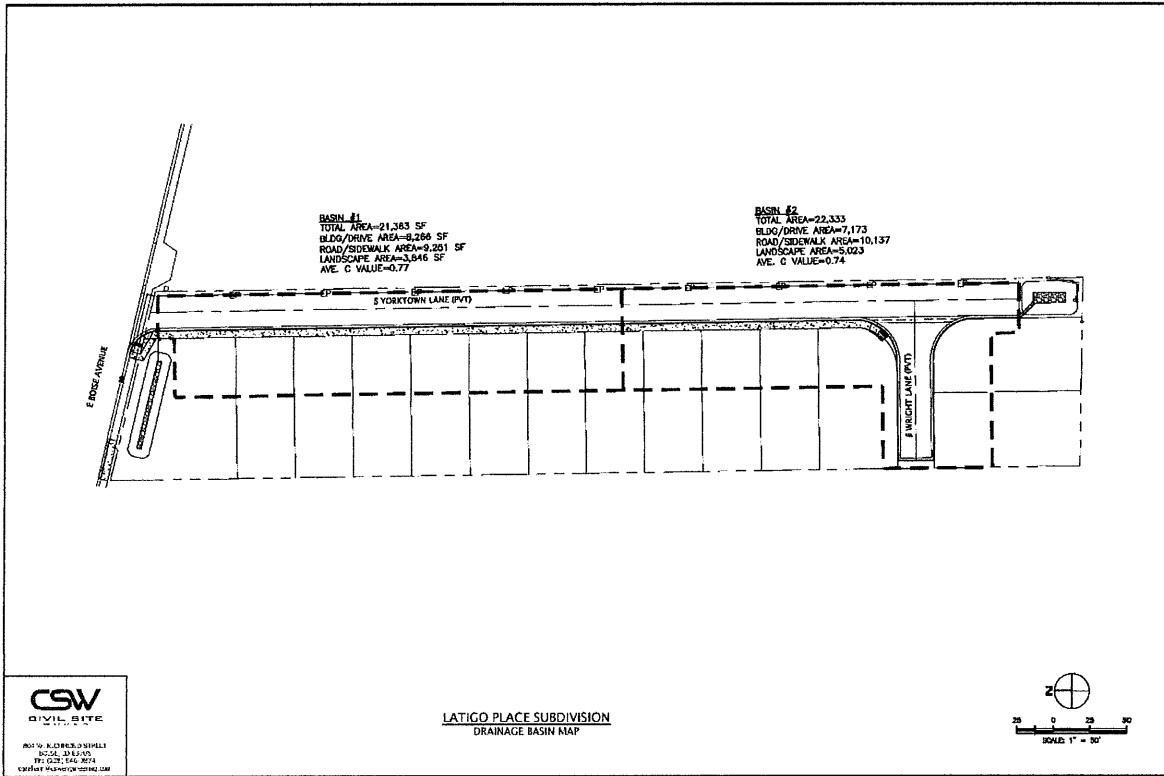 BASIN #1
TOTAL AREA=21,363 SF
BLDG/DRIVE AREA=8,266 SF
ROAD/SIDEWALK AREA=9,251 SF
LANDSCAPE AREA=3,846 SF
AVE. C VALUE=0.77
BASIN #2
TOTAL AREA=22,333
BLDG/DRIVE AREA=7,173
ROAD/SIDEWALK AREA=10,137
LANDSCAPE AREA=5,023
AVE. C VALUE=0.74
S YORKTOWN LANE (PVT)
E BOISE AVENUE
WRIGHT LANE (PVT)
CSW
CIVIL SITE
LATIGO PLACE SUBDIVISION
DRAINAGE BASIN MAP
Z
25 0 25 50
SCALE: 1" = 50'